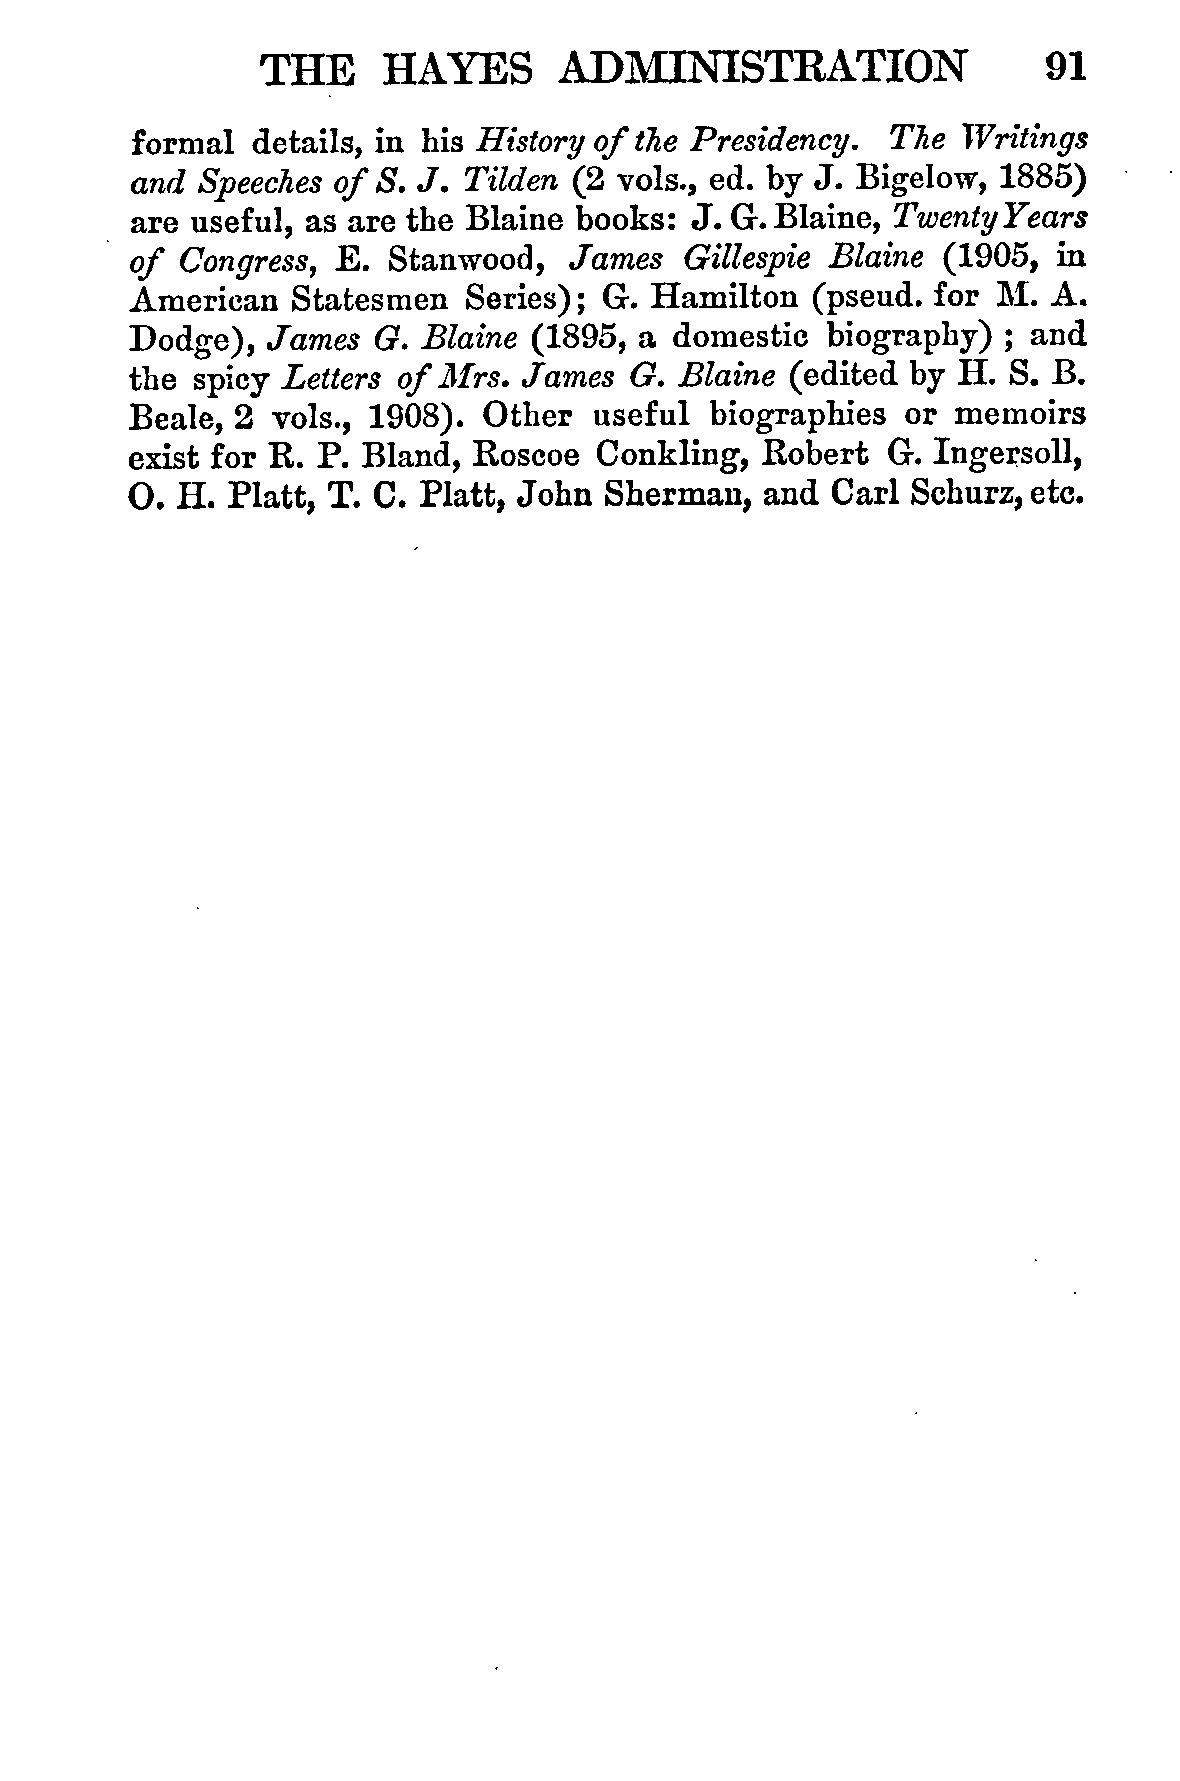 THE HAYES ADMINISTRATION 91
formal details, in his History of the Presidency. The Writings
and Speeches of S. J. Tilden (2 vols., ed. by J. Bigelow, 1885)
are useful, as are the Blaine books: J. G. Blaine, Twenty Years
of Congress, E. Stanwood, James Gillespie Blaine (1905, in
American Statesmen Series); G. Hamilton (pseud. for M. A.
Dodge), James G. Blaine (1895, a domestic biography) ; and
the spicy Letters of Mrs. James G. Blaine (edited by H. S. B.
Beale, 2 vols., 1908). Other useful biographies or memoirs
exist for R. P. Bland, Roscoe Conkling, Robert G. Ingersoll,
O. H. Platt, T. C. Platt, John Sherman, and Carl Schurz, etc.